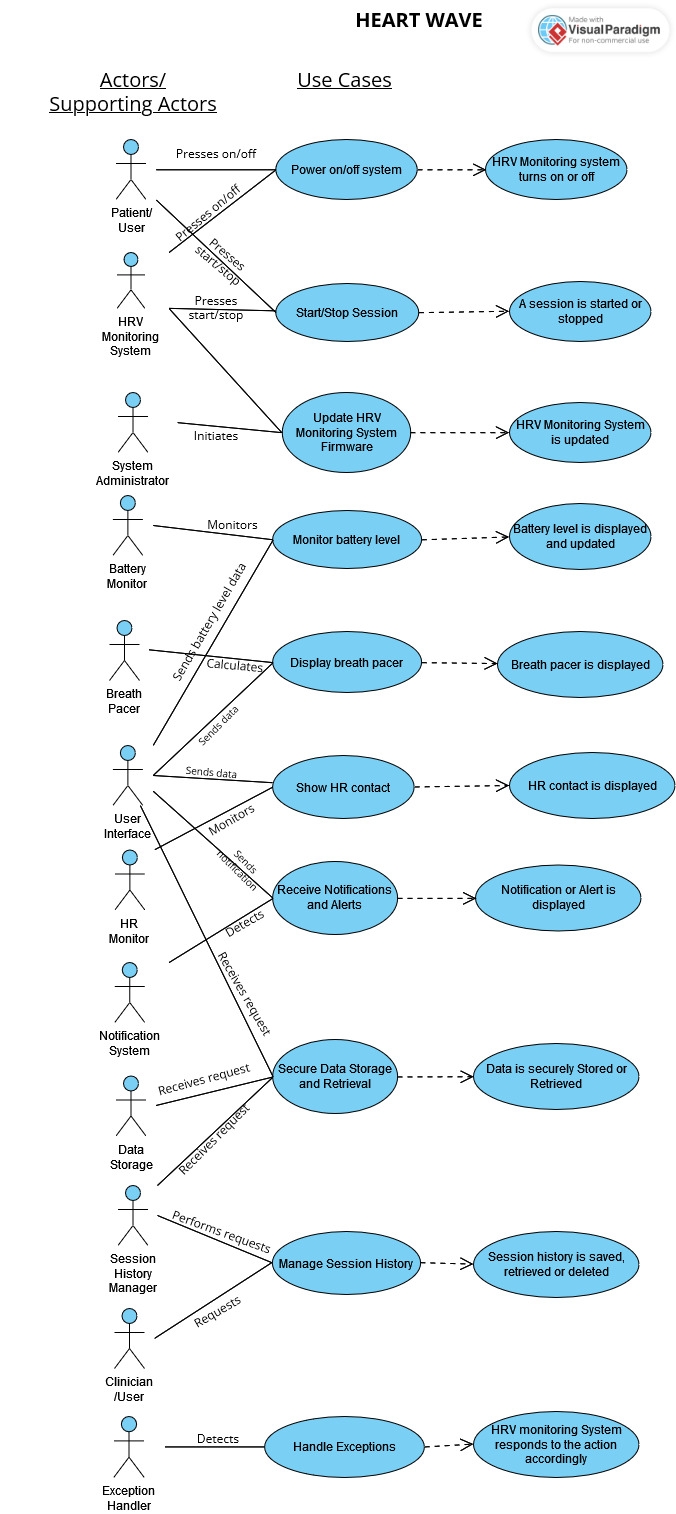 HEART WAVE
Made with
Visual Paradigm
For non-commercial use
Actors/
Supporting Actors
Use Cases
Presses on/off
Power on/off system
HRV Monitoring system
turns on or off
Patient/
User
Presses on/off
Presses
start/stop
HRV
Monitoring
System
Presses
start/stop
Start/Stop Session
A session is started or
stopped
System
Administrator
Initiates
Update HRV
Monitoring System
Firmware
HRV Monitoring System
is updated
Battery
Monitor
Monitors
Monitor battery level
Battery level is displayed
and updated
Sends battery level data
Breath
Pacer
Calculates
Display breath pacer
Breath pacer is displayed
Sends data
User
Interface
Sends data
Show HR contact
HR contact is displayed
Monitors
HR
Monitor
Sends
notification
Receive Notifications
and Alerts
Notification or Alert is
displayed
Detects
Notification
System
Receives request
Secure Data Storage
and Retrieval
Data is securely Stored or
Retrieved
Data
Storage
Receives request
Receives request
Session
History
Manager
Performs requests
Manage Session History
Session history is saved,
retrieved or deleted
Requests
Clinician
/User
Exception
Handler
Detects
Handle Exceptions
HRV monitoring System
responds to the action
accordingly